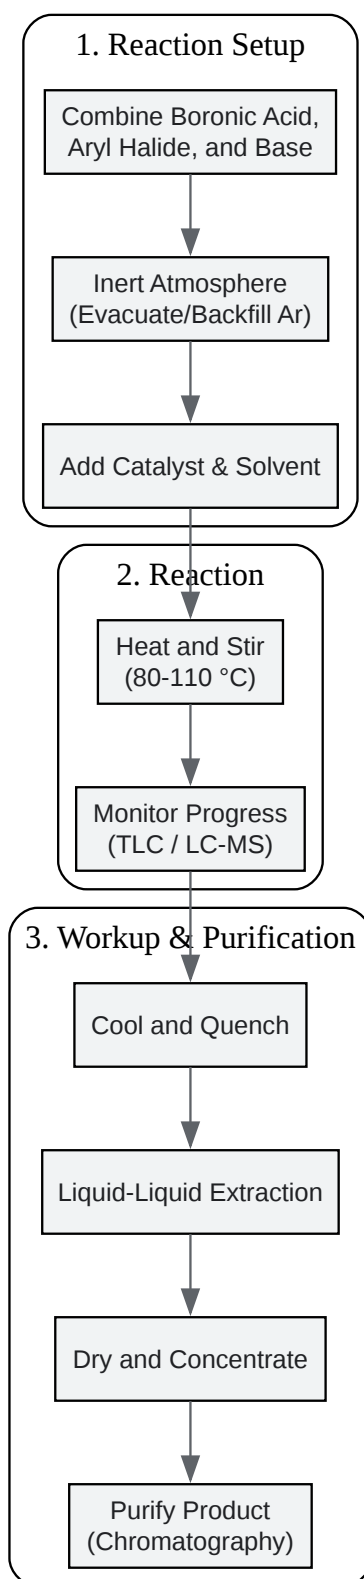 1. Reaction Setup
Combine Boronic Acid,
Aryl Halide, and Base
Inert Atmosphere
(Evacuate/Backfill Ar)
Add Catalyst & Solvent
2. Reaction
Heat and Stir
(80-110 °C)
Monitor Progress
(TLC / LC-MS)
3. Workup & Purification
Cool and Quench
Liquid-Liquid Extraction
Dry and Concentrate
Purify Product
(Chromatography)